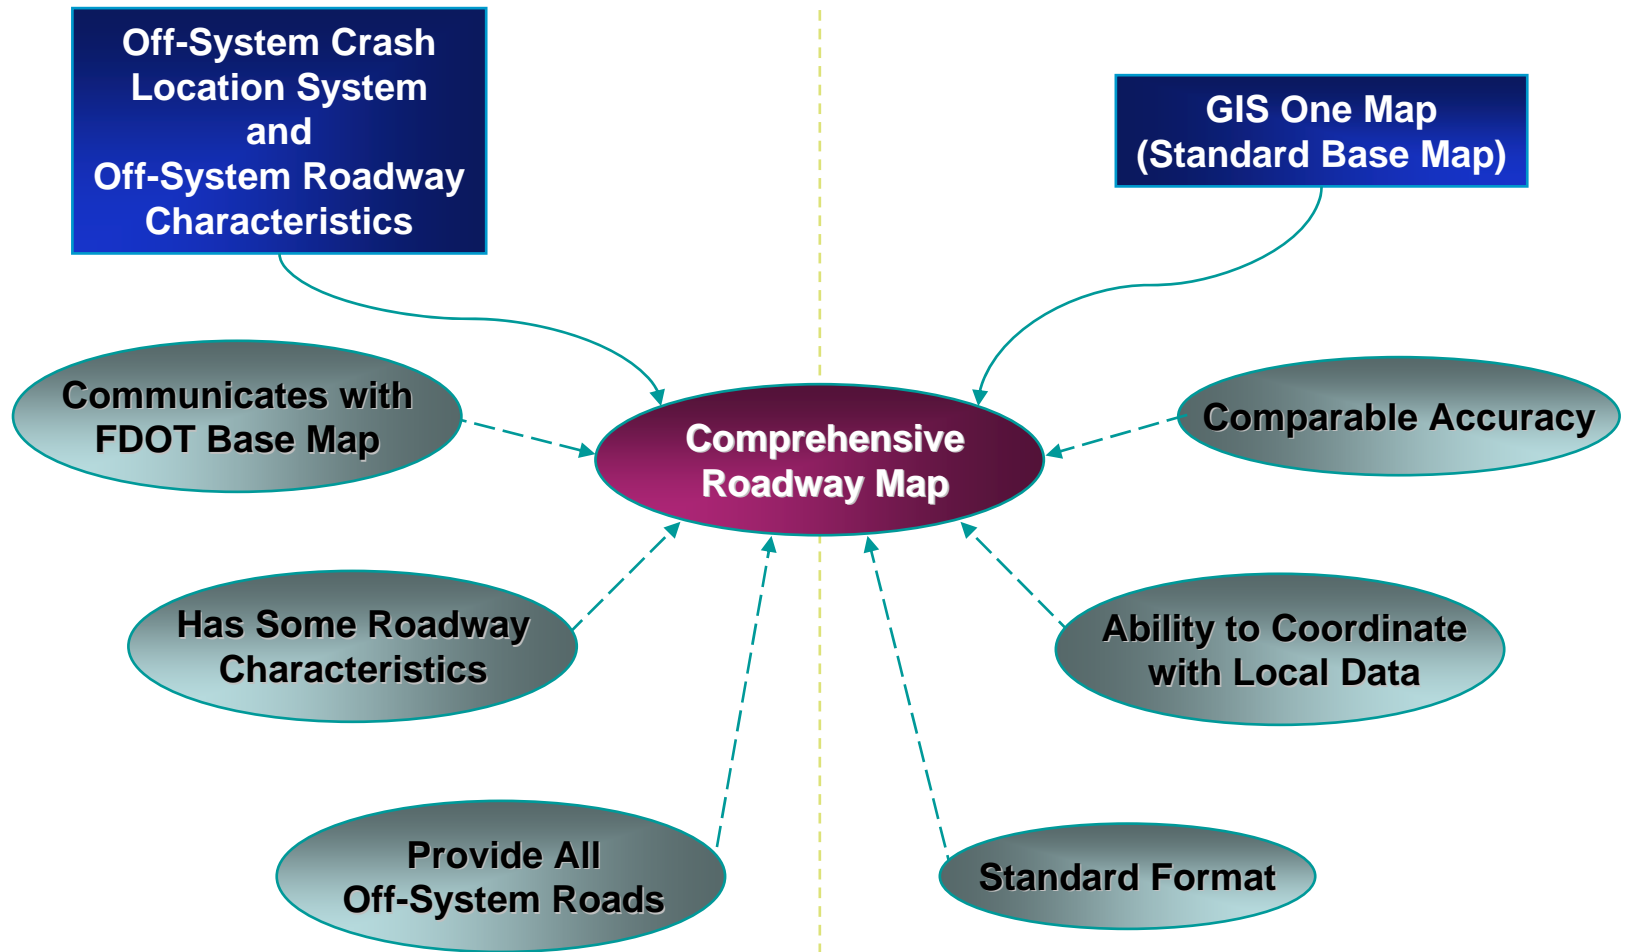 Off-System Crash
Location System
and
Off-System Roadway
Characteristics
GIS One Map
(Standard Base Map)
Communicates with
FDOT Base Map
Comprehensive
Roadway Map
Comparable Accuracy
Has Some Roadway
Characteristics
Ability to Coordinate
with Local Data
Provide All
Off-System Roads
Standard Format